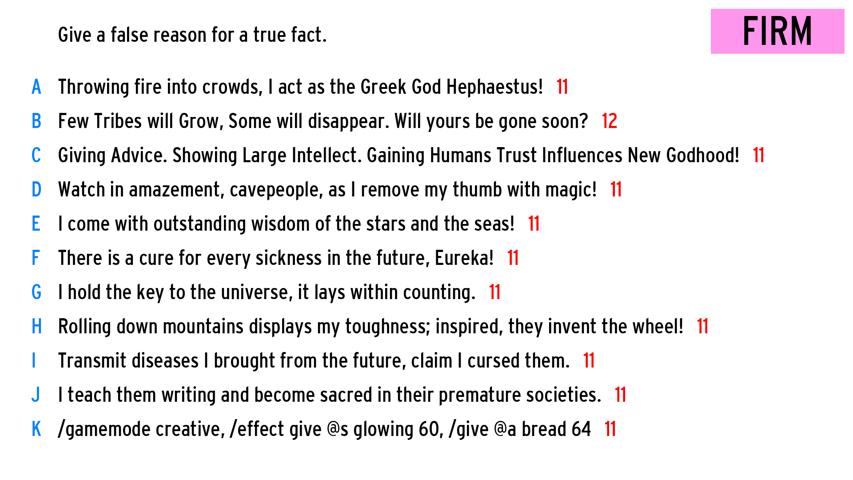 Give a false reason for a true fact.
FIRM
A Throwing fire into crowds, I act as the Greek God Hephaestus! 11
B Few Tribes will Grow, Some will disappear. Will yours be gone soon? 12
C Giving Advice. Showing Large Intellect. Gaining Humans Trust Influences New Godhood! 11
D Watch in amazement, cavepeople, as I remove my thumb with magic! 11
E I come with outstanding wisdom of the stars and the seas! 11
F There is a cure for every sickness in the future, Eureka! 11
G I hold the key to the universe, it lays within counting. 11
H Rolling down mountains displays my toughness; inspired, they invent the wheel! 11
I Transmit diseases I brought from the future, claim I cursed them. 11
J I teach them writing and become sacred in their premature societies. 11
K /gamemode creative, /effect give @s glowing 60, /give @a bread 64 11